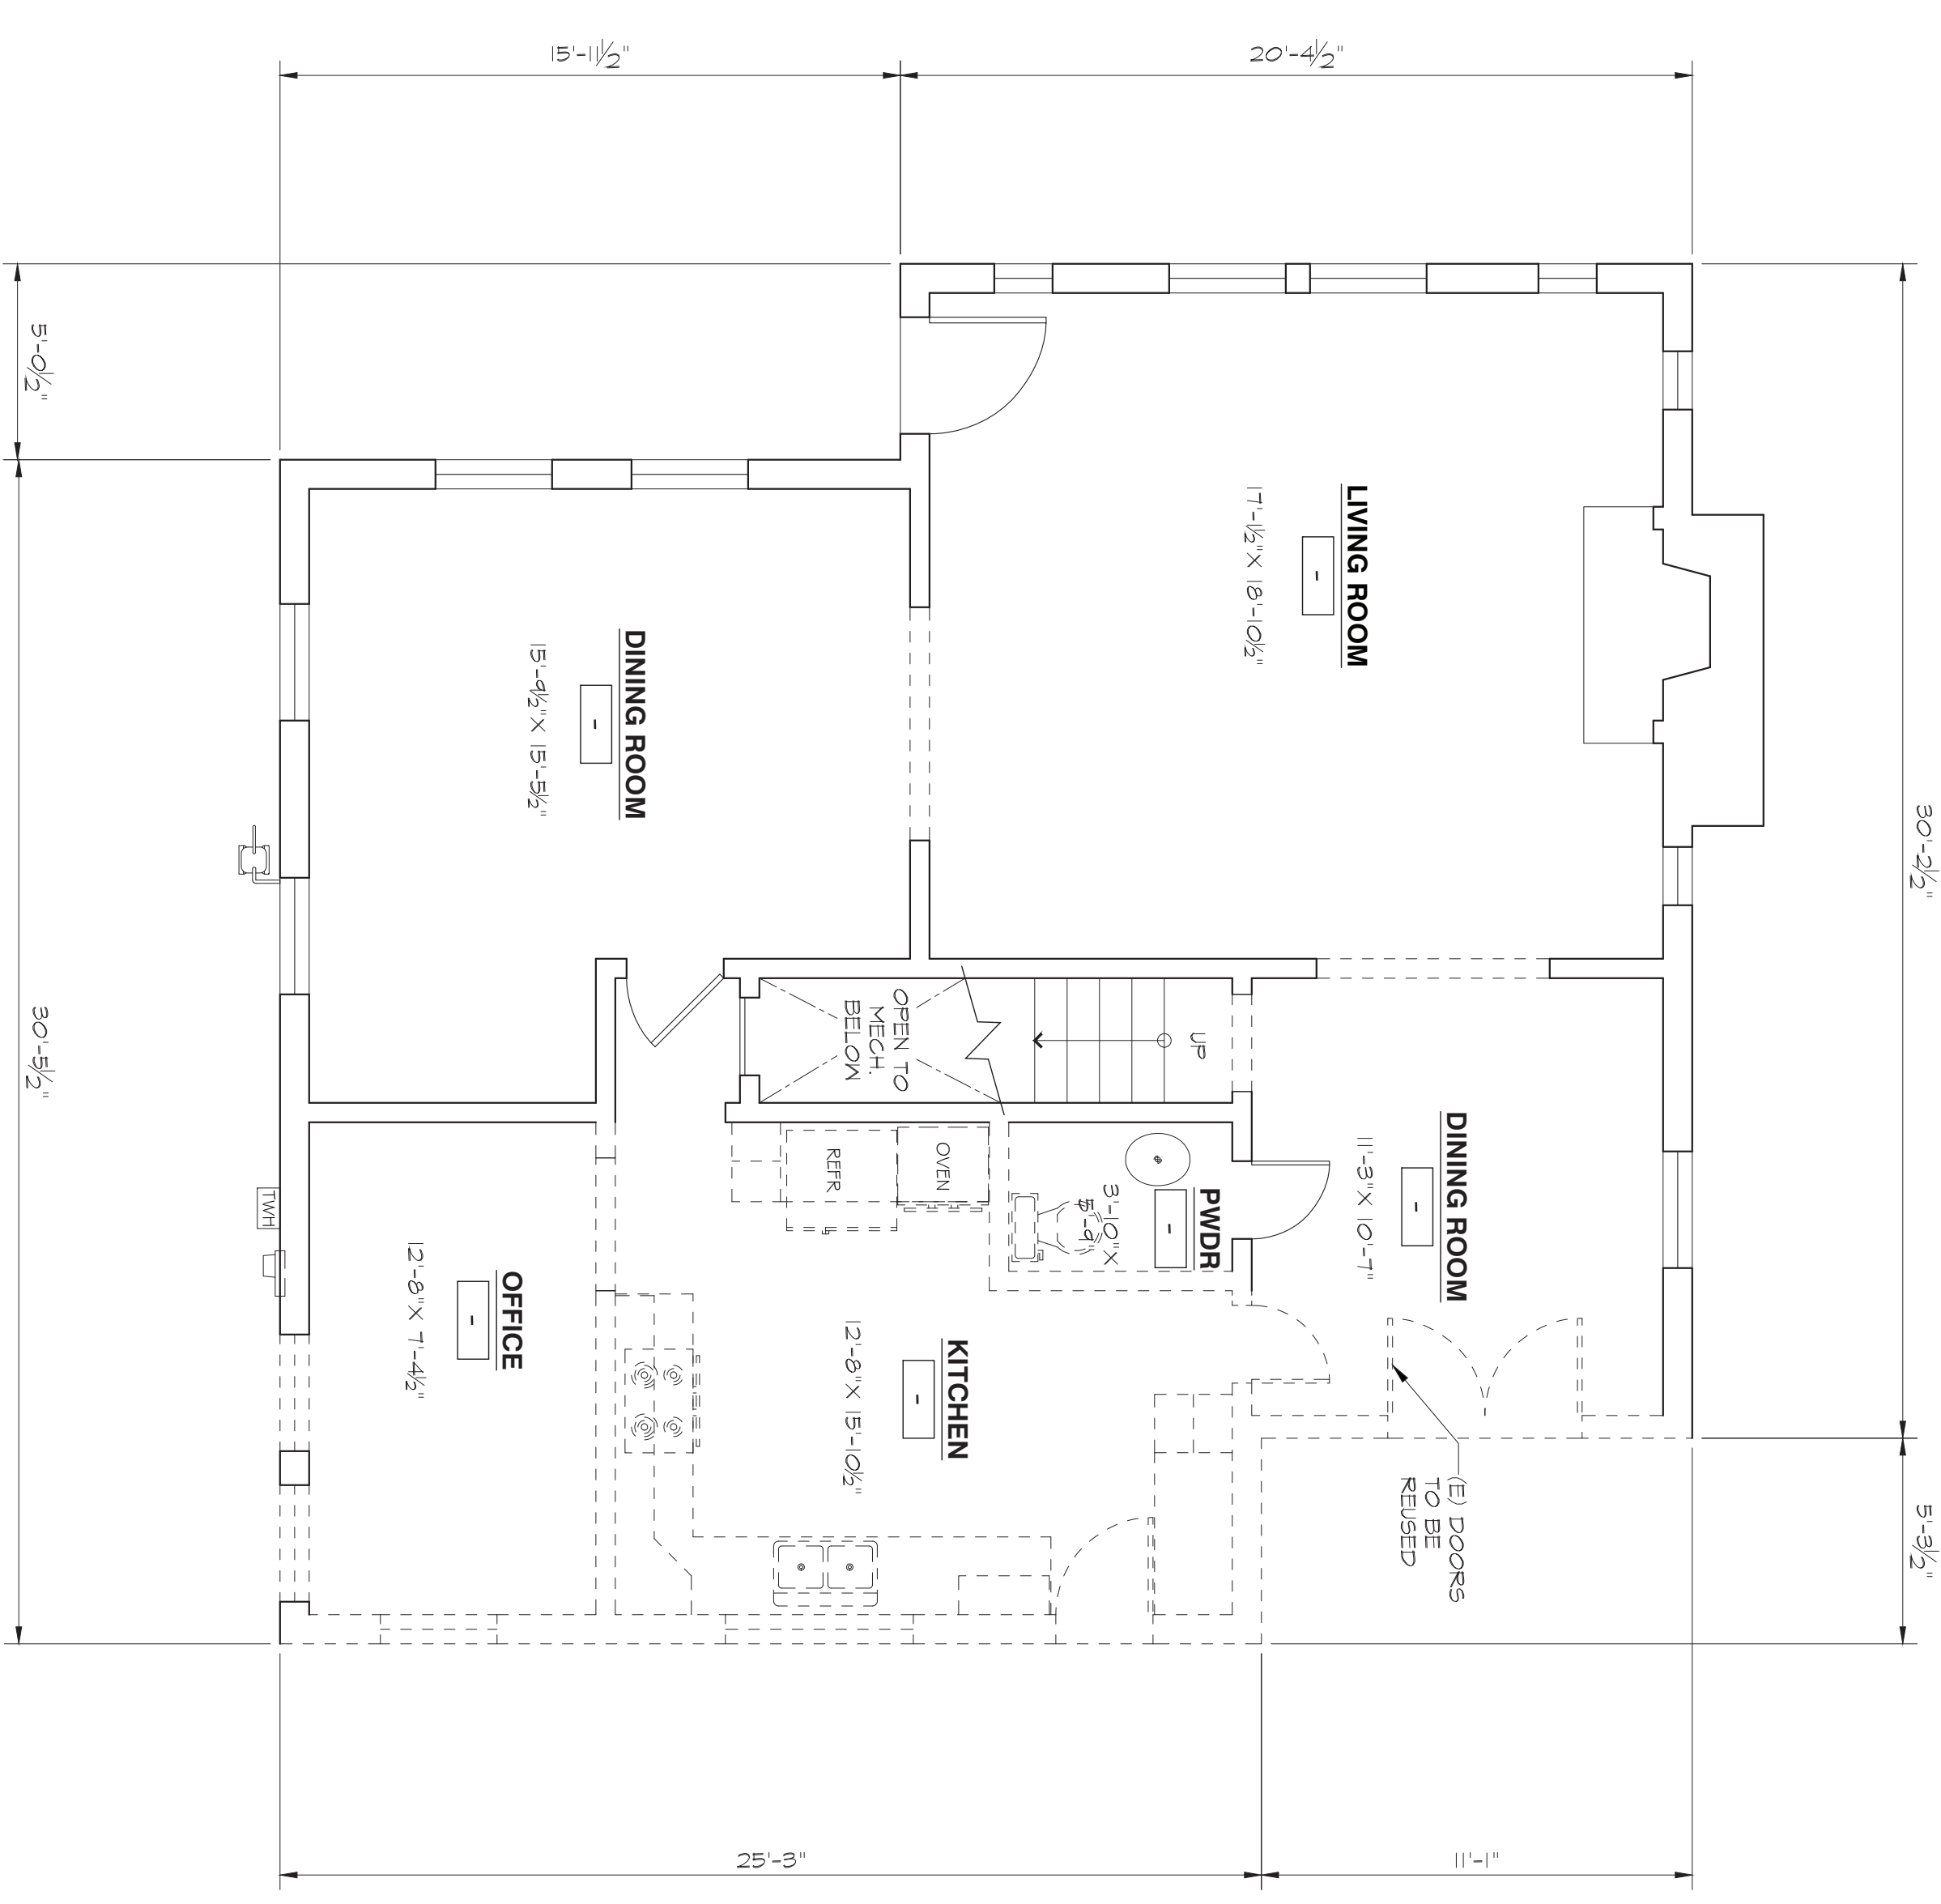 15'-11½"
20'-4½"
5'-0½"
30'-2½"
LIVING ROOM
-
17'-1½" X 18'-10½"
DINING ROOM
-
15'-9½" X 15'-5½"
30'-5½"
OPEN TO
MECH.
BELOW
UP
DINING ROOM
-
11'-3" X 10'-7"
OVEN
REFR
PWDR
-
3'-10" X
5'-9"
TWH
OFFICE
-
12'-8" X 7'-4½"
KITCHEN
-
12'-8" X 15'-10½"
(E) DOORS
TO BE
REUSED
5'-3½"
25'-3"
11'-1"